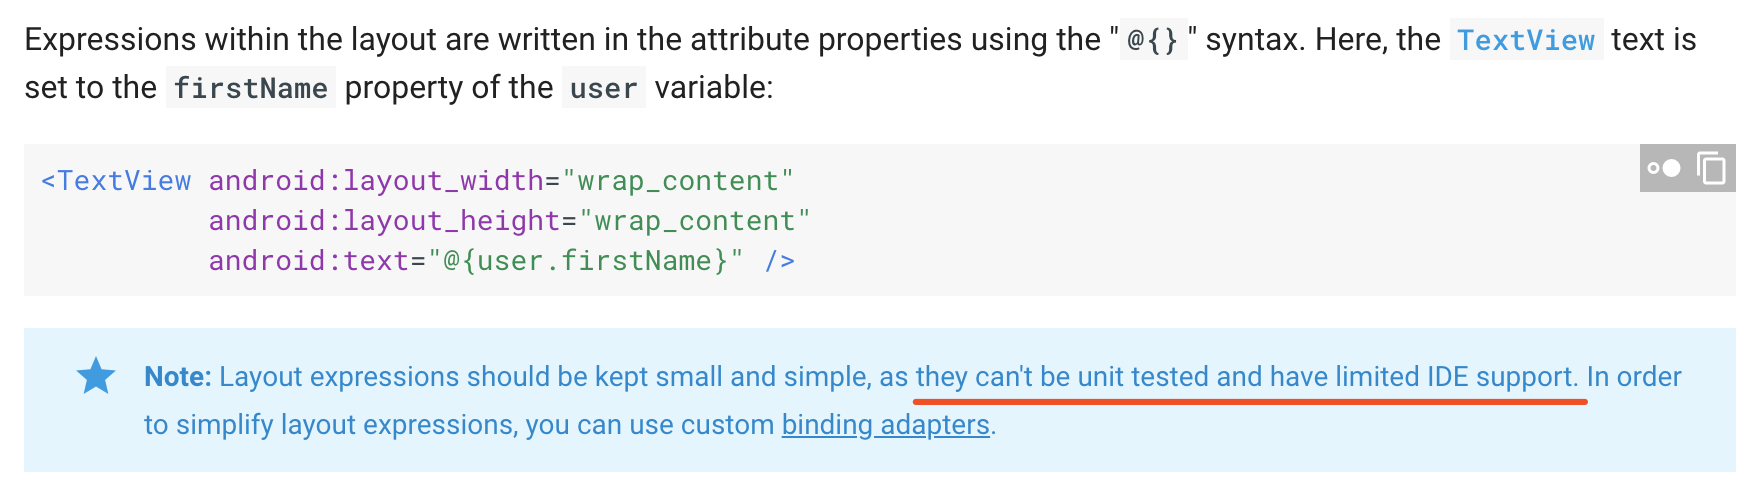 Expressions within the layout are written in the attribute properties using the "@{}" syntax. Here, the TextView text is
set to the firstName property of the user variable:
<TextView android:layout_width="wrap_content"
android:layout_height="wrap_content"
android:text="@{user.firstName}" />
Note: Layout expressions should be kept small and simple, as they can't be unit tested and have limited IDE support. In order
to simplify layout expressions, you can use custom binding adapters.